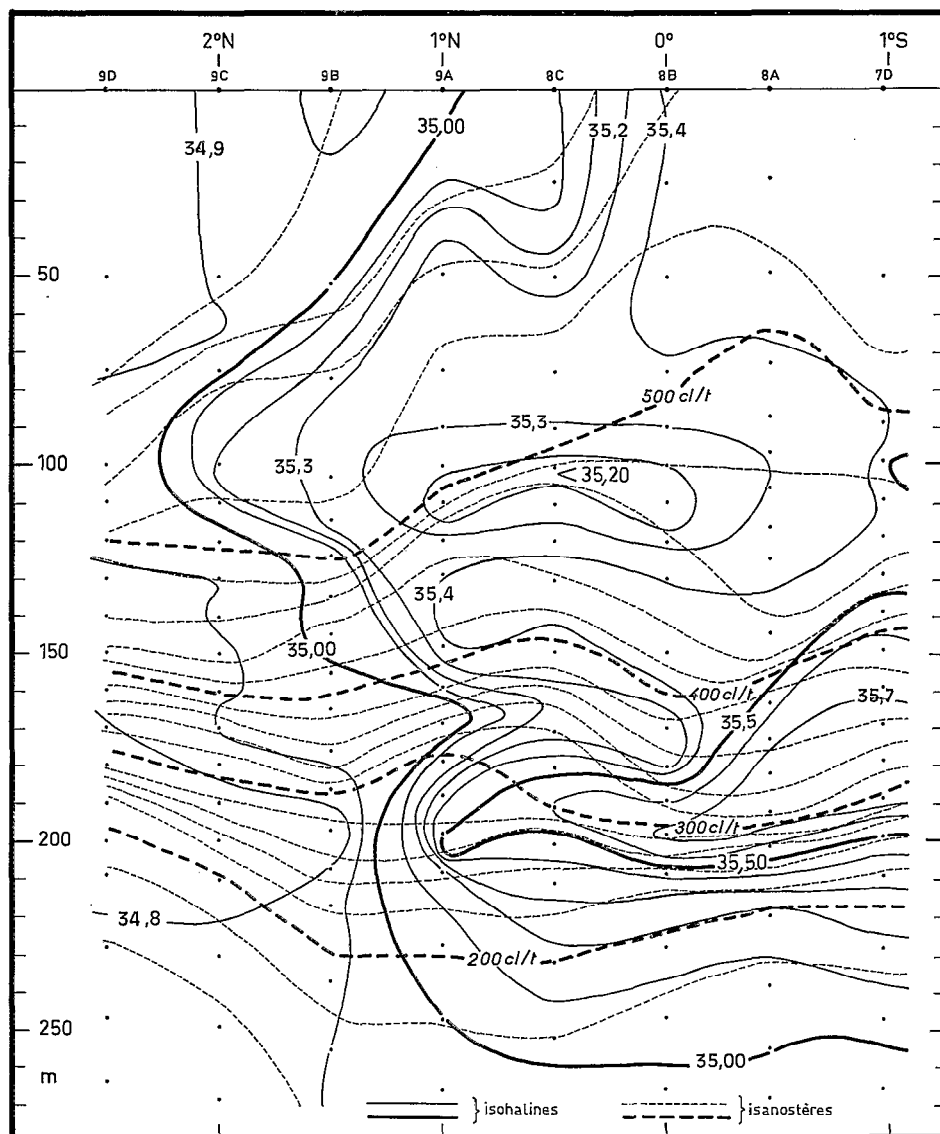 2°N 1°N 0° 1°S
9D 9C 9B 9A 8C 8B 8A 7D
35,00 35,2 35,4
34,9
50
500 cl/t
35,3
35,3 35,20
100
35,4
35,00
150
400 cl/t
35,7
35,5
300 cl/t
200
35,50
34,8
200 cl/t
250
35,00
m
isohalines isanostères